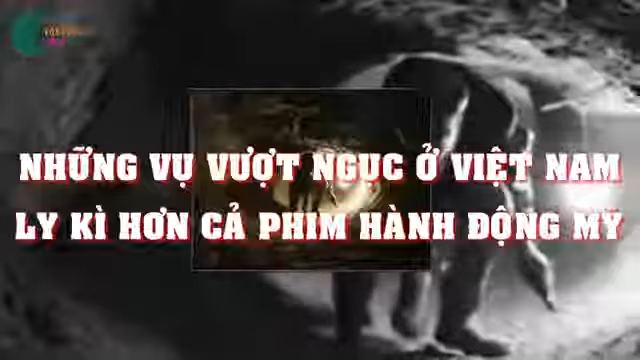 NHỮNG VỤ VƯỢT NGỤC Ở VIỆT NAM
LY KÌ HƠN CẢ PHIM HÀNH ĐỘNG MỸ